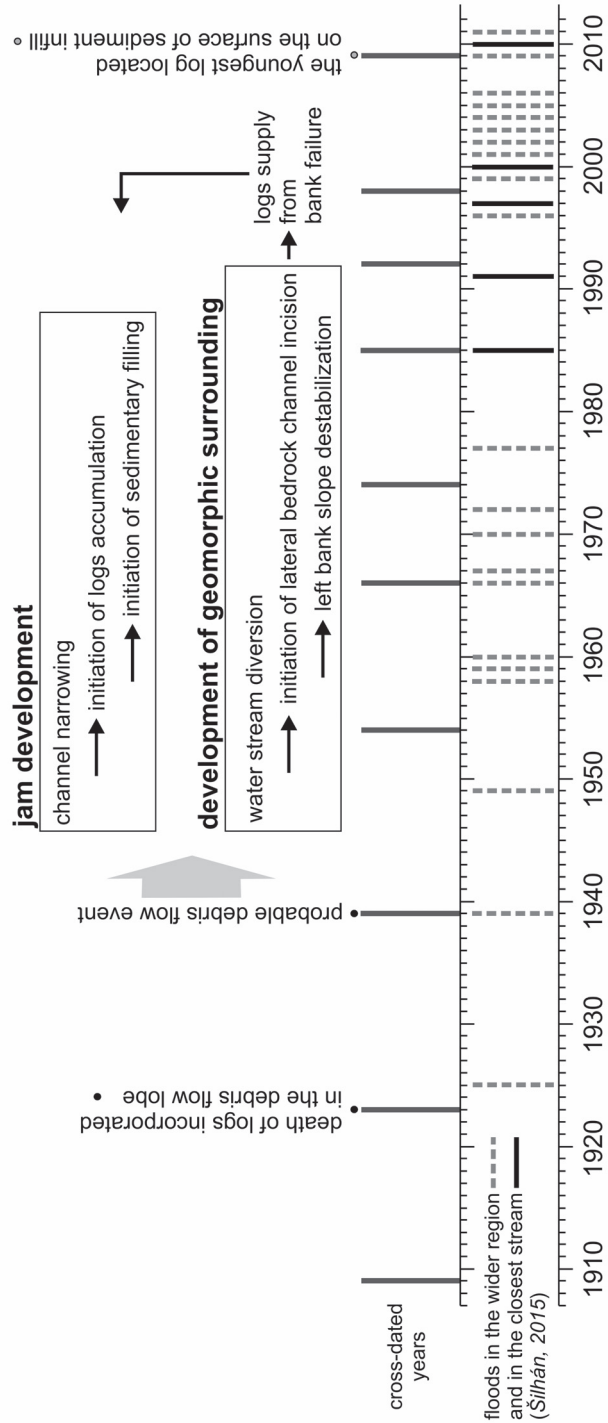 jam development
channel narrowing
initiation of logs accumulation
initiation of sedimentary filling
development of geomorphic surrounding
water stream diversion
initiation of lateral bedrock channel incision
left bank slope destabilization
logs supply
from
bank failure
death of logs incorporated
in the debris flow lobe
probable debris flow event
the youngest log located
on the surface of sediment infill
cross-dated
years
floods in the wider region
and in the closest stream
(Šilhán, 2015)
1910
1920
1930
1940
1950
1960
1970
1980
1990
2000
2010